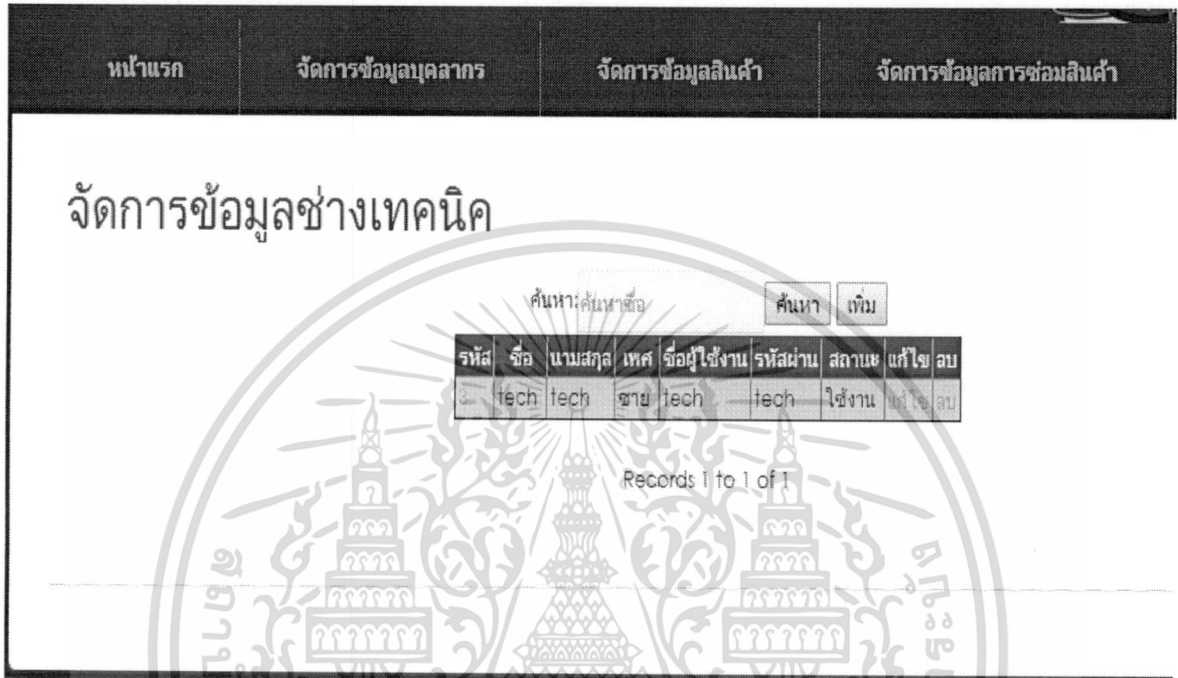 หน้าแรก จัดการข้อมูลบุคลากร จัดการข้อมูลสินค้า จัดการข้อมูลการซ่อมสินค้า
จัดการข้อมูลช่างเทคนิค
ค้นหา: ค้นหาชื่อ ค้นหา เพิ่ม
รหัส ชื่อ นามสกุล เพศ ชื่อผู้ใช้งาน รหัสผ่าน สถานะ แก้ไข ลบ
tech tech ชาย tech tech ใช้งาน แก้ไข ลบ
Records 1 to 1 of 1